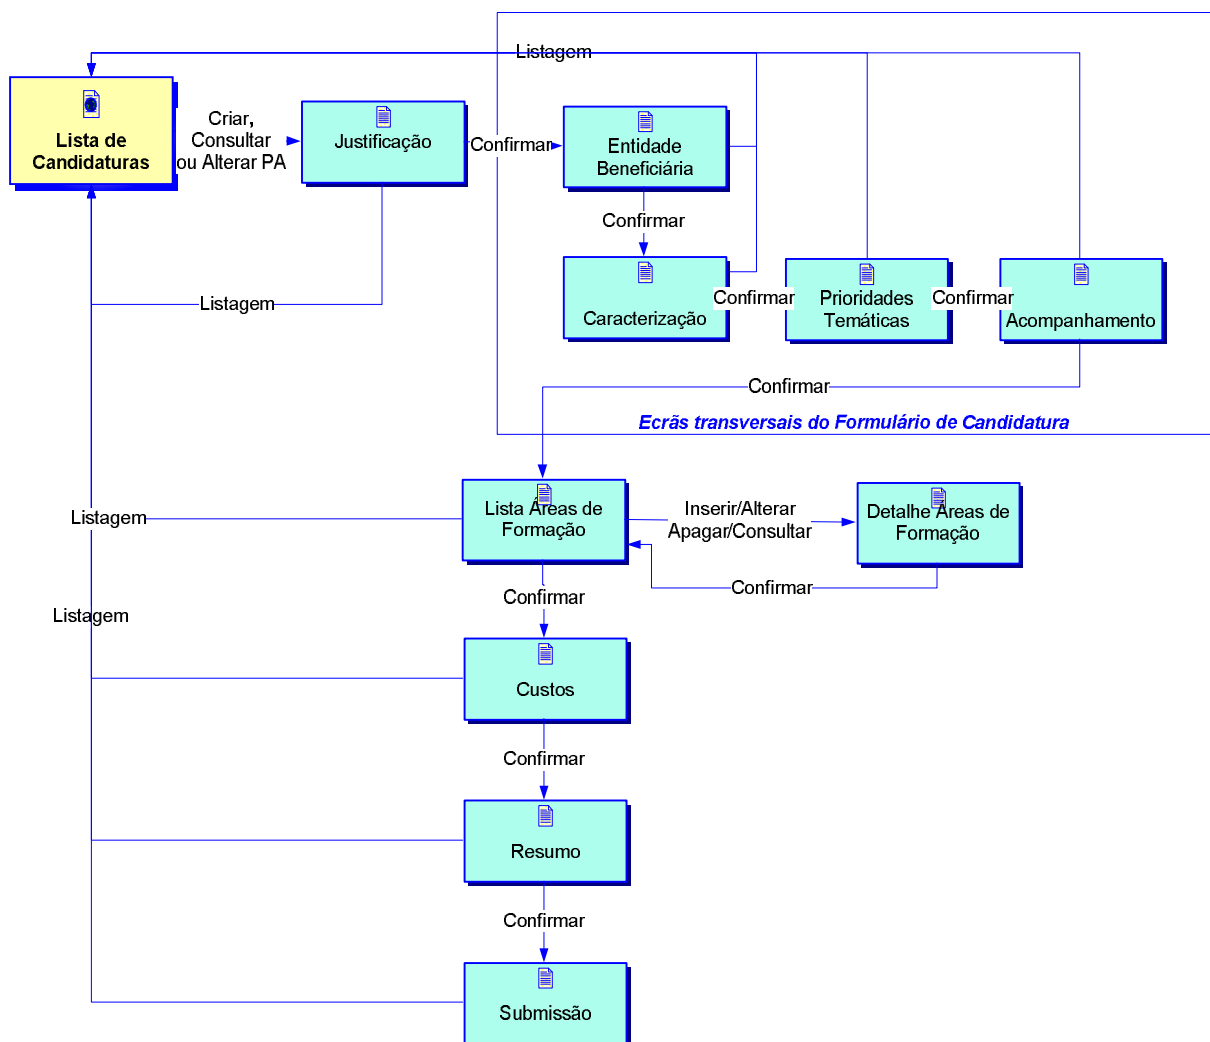 Listagem
Lista de
Candidaturas
Criar,
Consultar
ou Alterar PA
Justificação
Confirmar
Entidade
Beneficiária
Confirmar
Caracterização
Confirmar
Prioridades
Temáticas
Confirmar
Acompanhamento
Listagem
Confirmar
Ecrãs transversais do Formulário de Candidatura
Listagem
Lista Áreas de
Formação
Inserir/Alterar
Apagar/Consultar
Detalhe Áreas de
Formação
Confirmar
Confirmar
Listagem
Custos
Confirmar
Resumo
Confirmar
Submissão